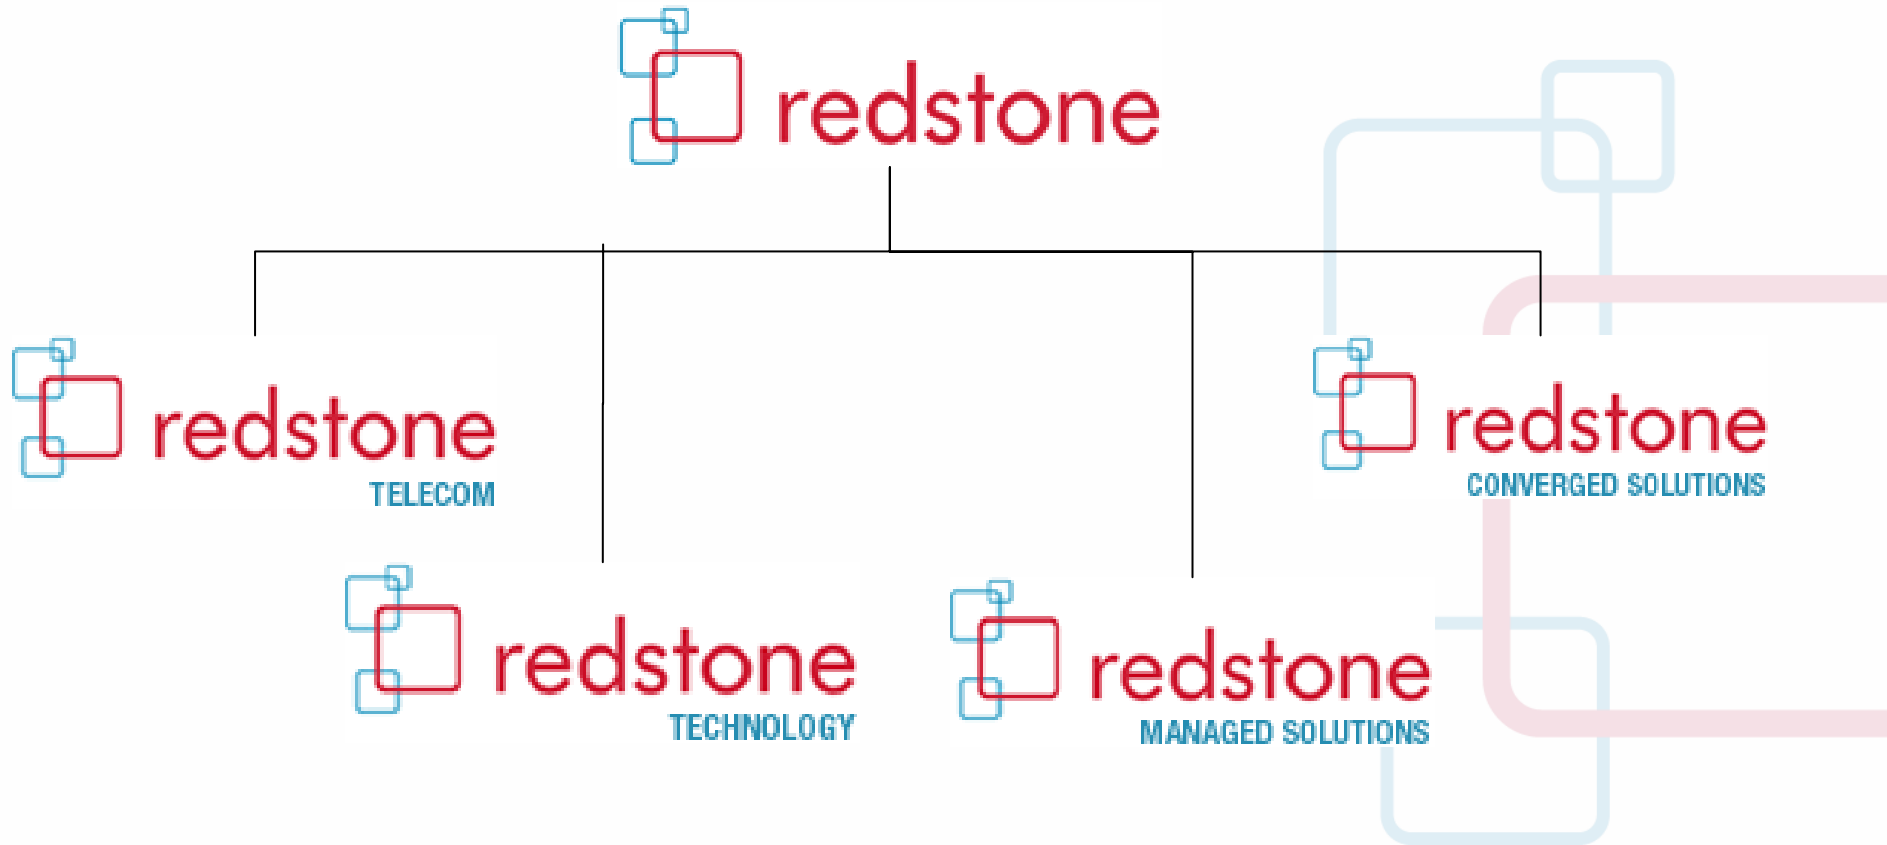 redstone
redstone
TELECOM
redstone
CONVERGED SOLUTIONS
redstone
TECHNOLOGY
redstone
MANAGED SOLUTIONS